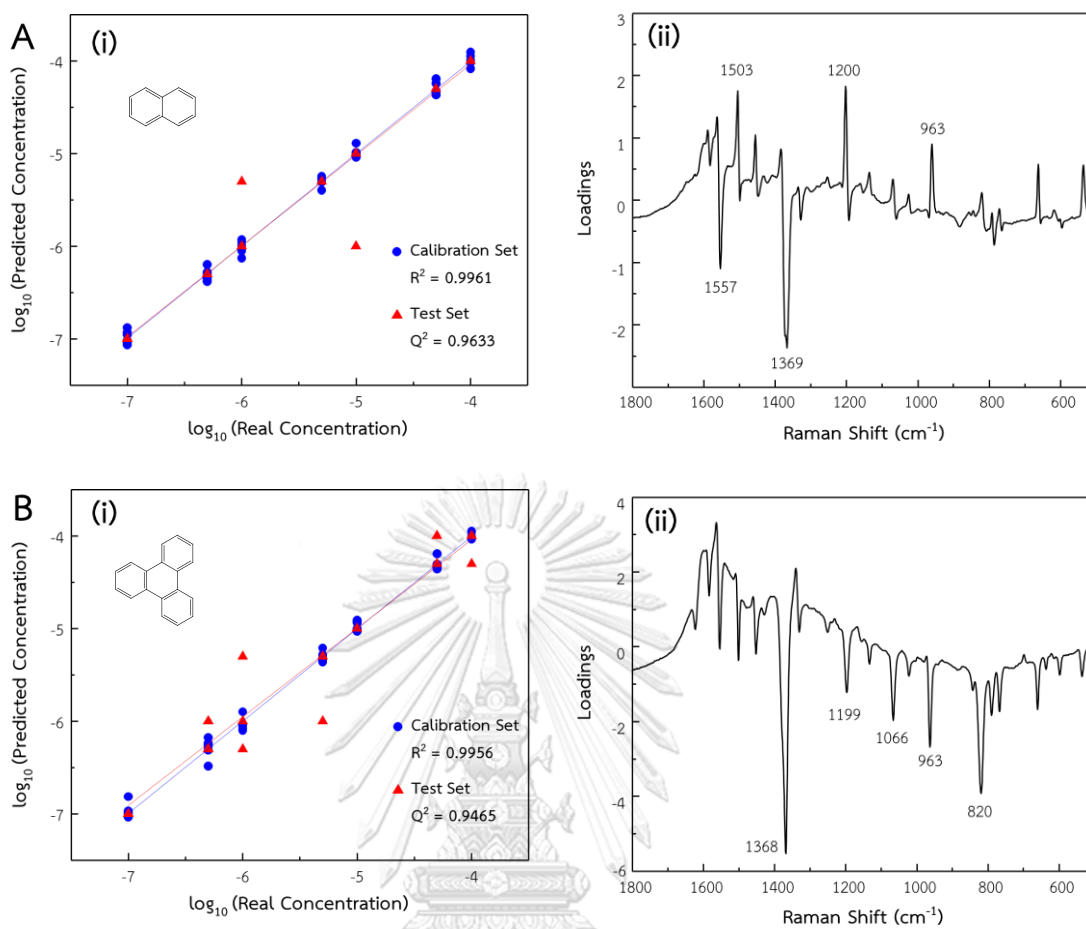 A
(i)
log₁₀ (Predicted Concentration)
-4
-5
-6
-7
Calibration Set
R² = 0.9961
Test Set
Q² = 0.9633
-7 -6 -5 -4
log₁₀ (Real Concentration)
(ii)
Loadings
3
2
1
0
-1
-2
1503
1200
963
1557
1369
1800 1600 1400 1200 1000 800 600
Raman Shift (cm⁻¹)
B
(i)
log₁₀ (Predicted Concentration)
-4
-5
-6
-7
Calibration Set
R² = 0.9956
Test Set
Q² = 0.9465
-7 -6 -5 -4
log₁₀ (Real Concentration)
(ii)
Loadings
4
2
0
-2
-4
-6
1199
1066
963
820
1368
1800 1600 1400 1200 1000 800 600
Raman Shift (cm⁻¹)